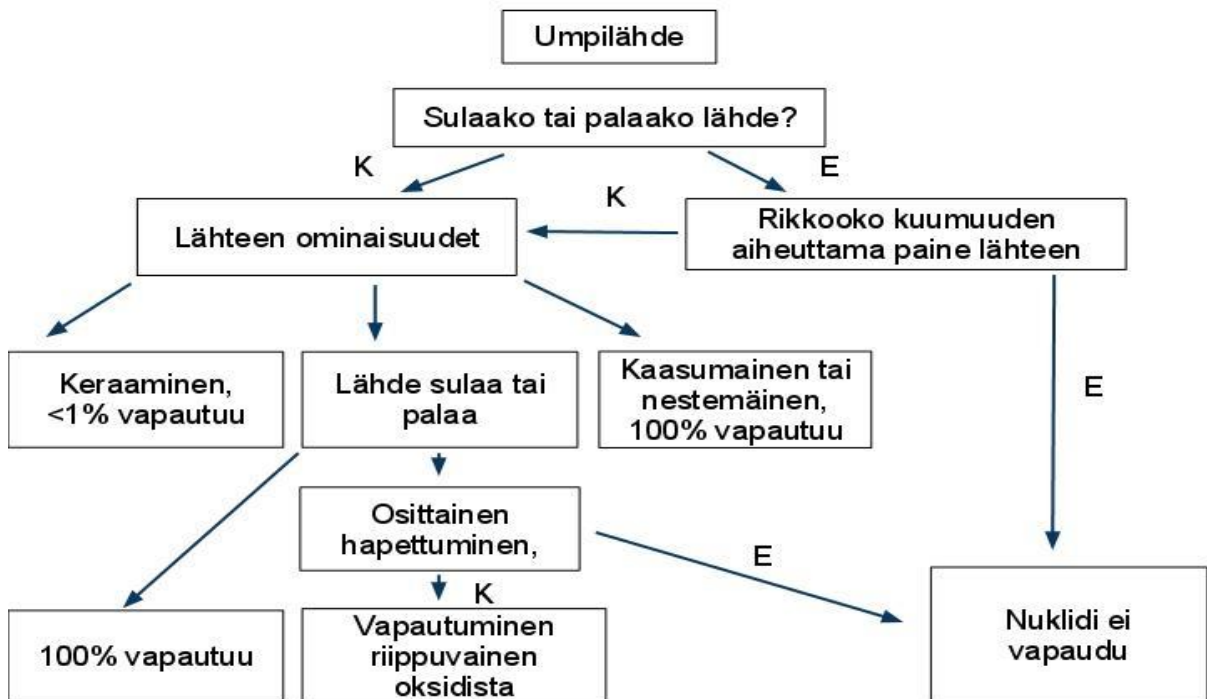 Umpilähde
Sulaako tai palaako lähde?
K
E
K
Lähteen ominaisuudet
Rikkooko kuumuuden
aiheuttama paine lähteen
Keraaminen,
<1% vapautuu
Lähde sulaa tai
palaa
Kaasumainen tai
nestemäinen,
100% vapautuu
E
Osittainen
hapettuminen,
E
K
100% vapautuu
Vapautuminen
riippuvainen
oksidista
Nuklidi ei
vapaudu